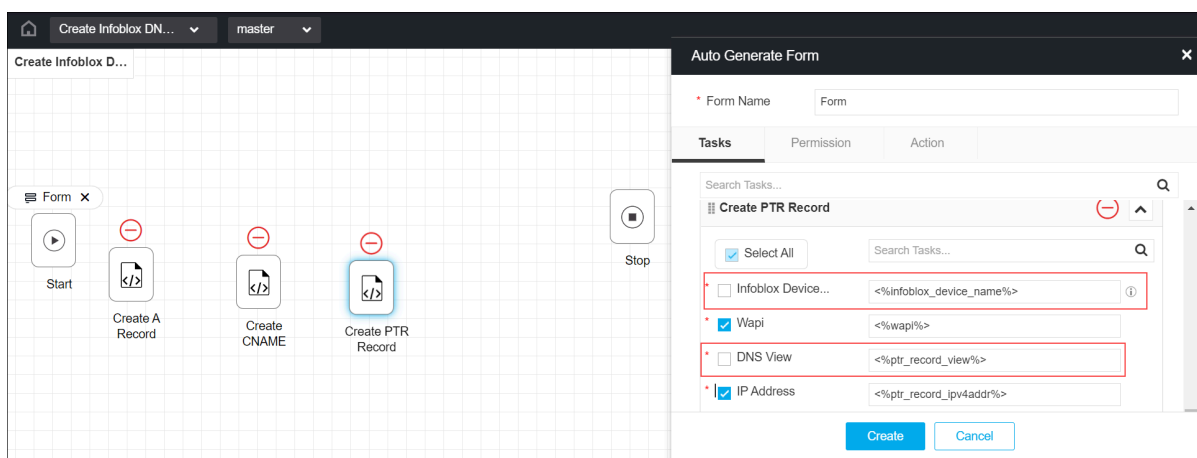 Create Infoblox DN... master
Create Infoblox D...
Form
Start
Create A
Record
Create
CNAME
Create PTR
Record
Stop
Auto Generate Form
* Form Name Form
Tasks Permission Action
Search Tasks...
Create PTR Record
Select All Search Tasks...
* Infoblox Device... <%infoblox_device_name%>
* Wapi <%wapi%>
* DNS View <%ptr_record_view%>
* IP Address <%ptr_record_ipv4addr%>
Create Cancel